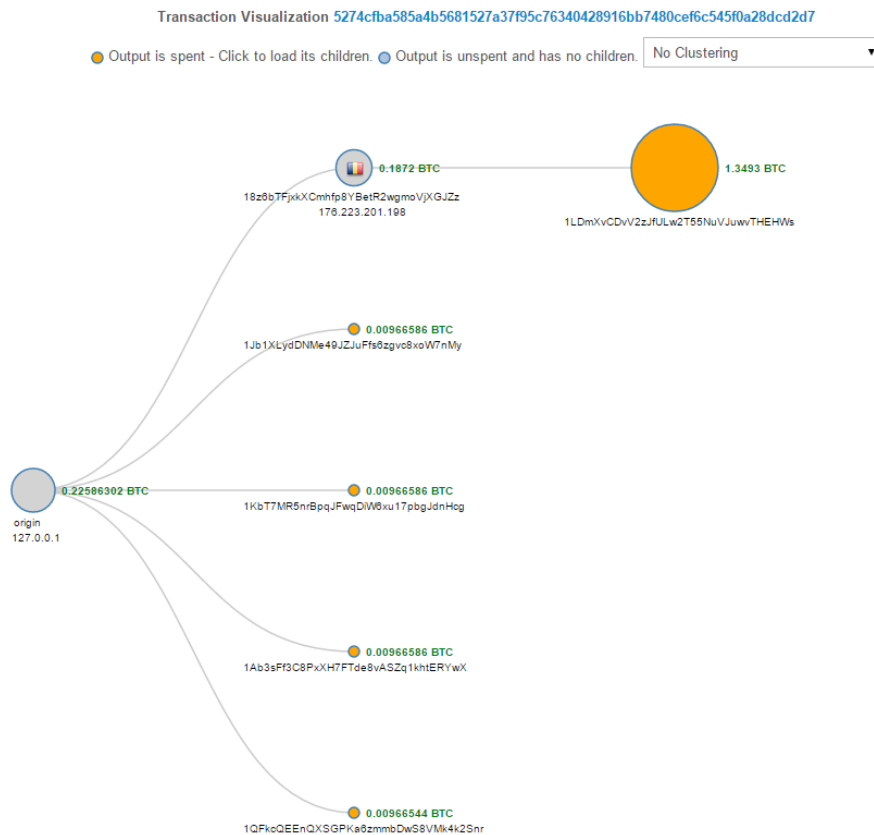 Transaction Visualization 5274cfba585a4b5681527a37f95c76340428916bb7480cef6c545f0a28dcd2d7
Output is spent - Click to load its children. Output is unspent and has no children. No Clustering
0.1872 BTC
1.3493 BTC
18z6bTFjxkXCmhfp8YBetR2wgmoVjXGJZz
176.223.201.198
1LDmXvCDvV2zJfULw2T55NuVJuwvTHEHWs
0.00966586 BTC
1Jb1XLydDNMe49JZJuFfs6zgvc8xoW7nMy
0.22586302 BTC
0.00966586 BTC
1KbT7MR5nrBpqJFwqDiW6xu17pbgJdnHcg
origin
127.0.0.1
0.00966586 BTC
1Ab3sFf3C8PxXH7FTde8vASZq1khtERYwX
0.00966544 BTC
1QFkcQEEnQXSGPKa6zmmbDwS8VMk4k2Snr